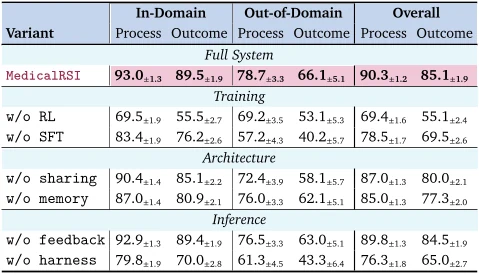 In-Domain Out-of-Domain Overall
Variant Process Outcome Process Outcome Process Outcome
Full System
MedicalRSI 93.0±1.3 89.5±1.9 78.7±3.3 66.1±5.1 90.3±1.2 85.1±1.9
Training
w/o RL 69.5±1.9 55.5±2.7 69.2±3.5 53.1±5.3 69.4±1.6 55.1±2.4
w/o SFT 83.4±1.9 76.2±2.6 57.2±4.3 40.2±5.7 78.5±1.7 69.5±2.6
Architecture
w/o sharing 90.4±1.4 85.1±2.2 72.4±3.9 58.1±5.7 87.0±1.3 80.0±2.1
w/o memory 87.0±1.4 80.9±2.1 76.0±3.3 62.1±5.1 85.0±1.3 77.3±2.0
Inference
w/o feedback 92.9±1.3 89.4±1.9 76.5±3.3 63.0±5.1 89.8±1.3 84.5±1.9
w/o harness 79.8±1.9 70.0±2.8 61.3±4.5 43.3±6.4 76.3±1.8 65.0±2.7